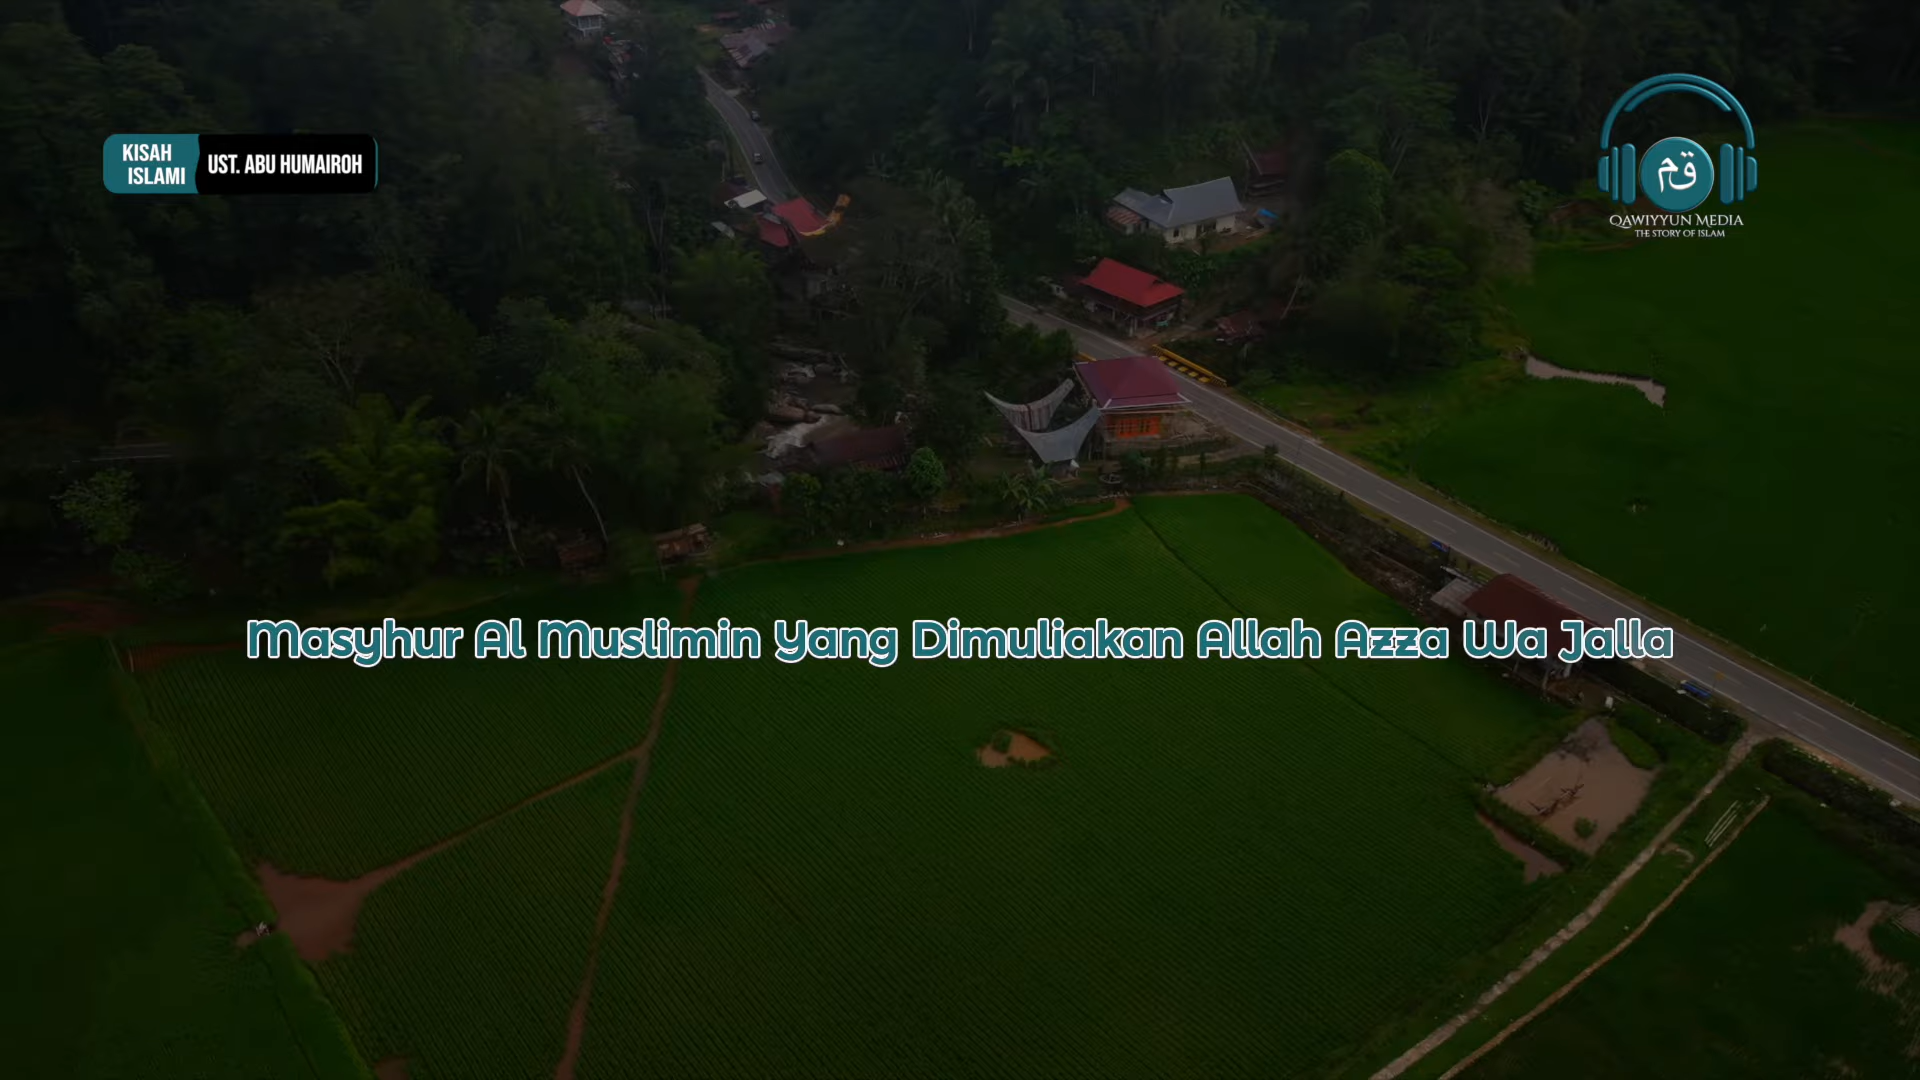 KISAH
ISLAMI
UST. ABU HUMAIROH
قم
QAWIYYUN MEDIA
THE STORY OF ISLAM
Masyhur Al Muslimin Yang Dimuliakan Allah Azza Wa Jalla